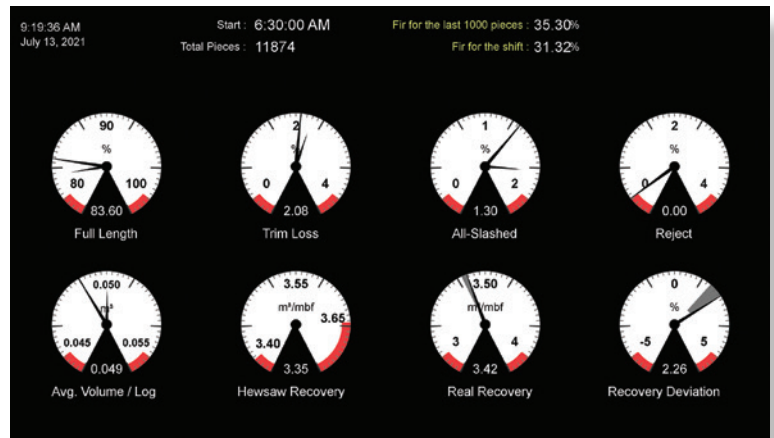 9:19:36 AM
July 13, 2021
Start : 6:30:00 AM
Total Pieces : 11874
Fir for the last 1000 pieces : 35.30%
Fir for the shift : 31.32%
90
%
80 100
83.60
Full Length
2
%
0 4
2.08
Trim Loss
1
%
0 2
1.30
All-Slashed
2
%
0 4
0.00
Reject
0.050
m³
0.045 0.055
0.049
Avg. Volume / Log
3.55
m³/mbf
3.40 3.65
3.35
Hewsaw Recovery
3.50
m³/mbf
3 4
3.42
Real Recovery
0
%
-5 5
2.26
Recovery Deviation